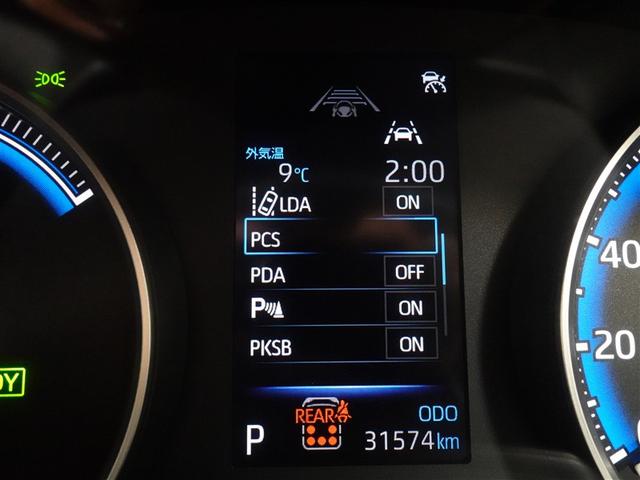 外気温
9℃ 2:00
LDA ON
PCS
PDA OFF
P ON
PKSB ON
REAR
ODO
P 31574km
40
20